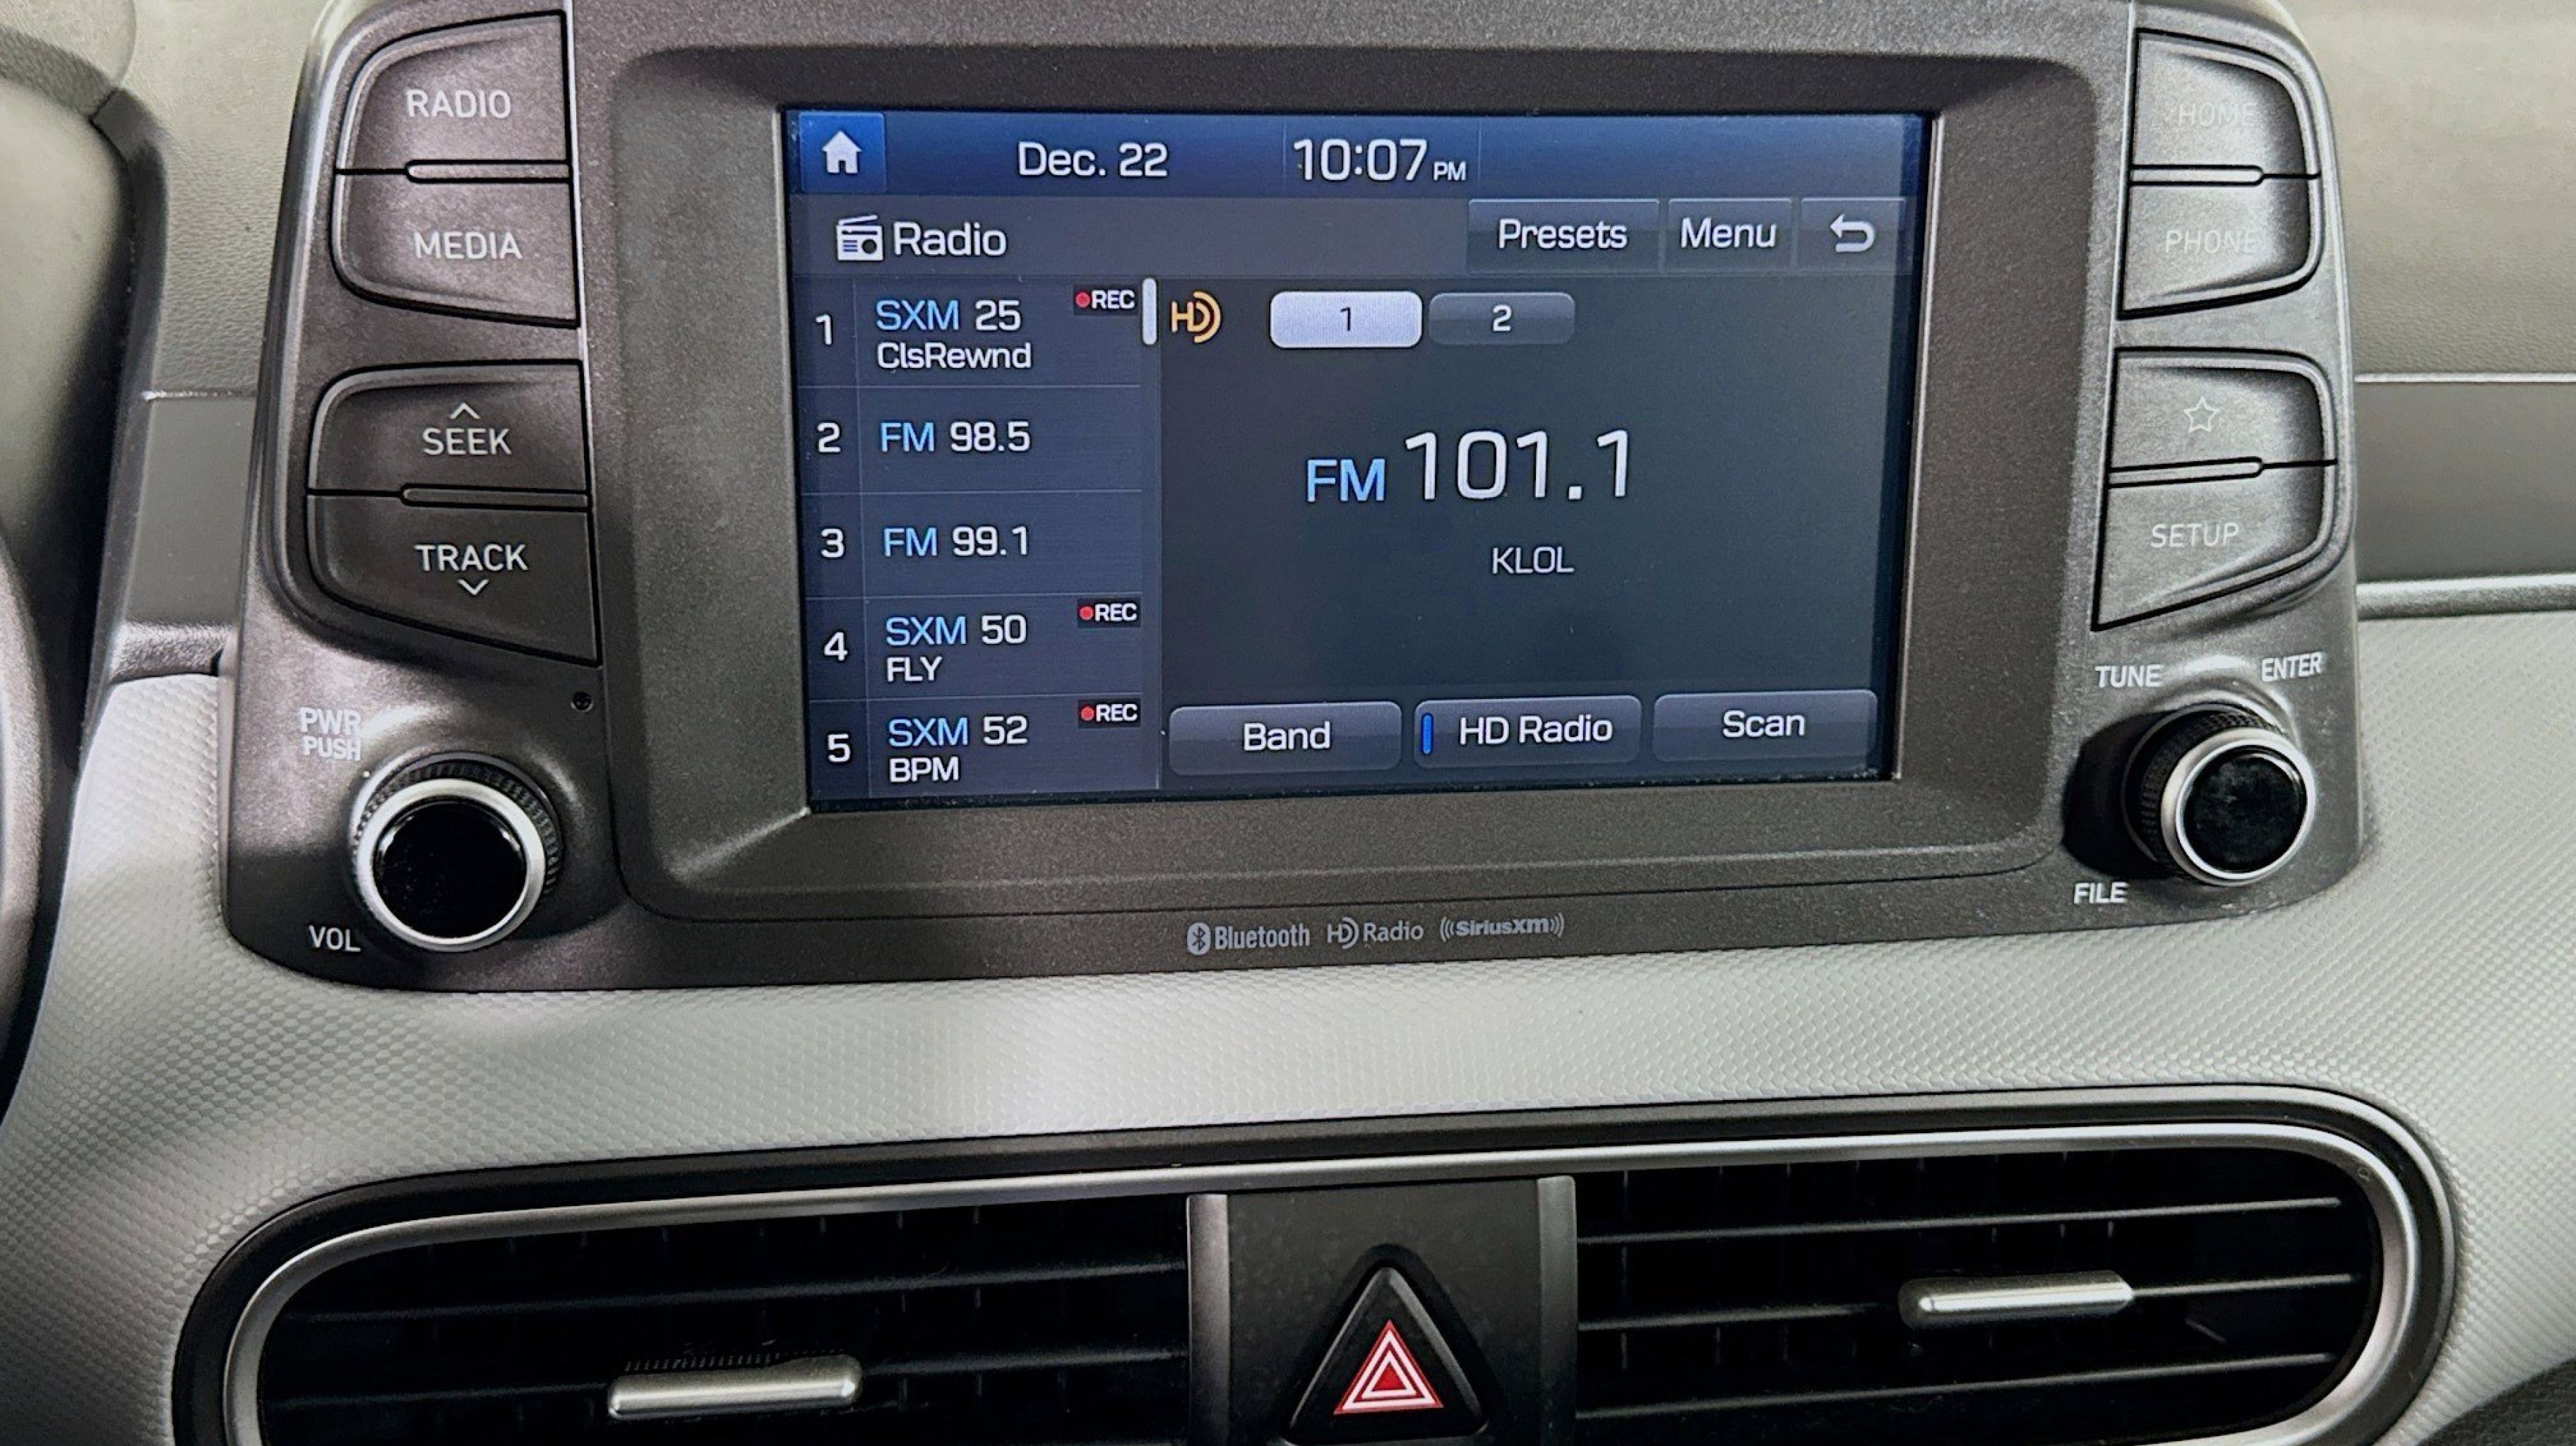 RADIO
MEDIA
SEEK
TRACK
PWR
PUSH
VOL
Dec. 22 10:07 PM
Radio Presets Menu
1 SXM 25 REC
ClsRewnd
2 FM 98.5
3 FM 99.1
4 SXM 50 REC
FLY
5 SXM 52 REC
BPM
HD 1 2
FM 101.1
KLOL
Band HD Radio Scan
HOME
PHONE
SETUP
TUNE ENTER
FILE
Bluetooth HD Radio ((SiriusXM))